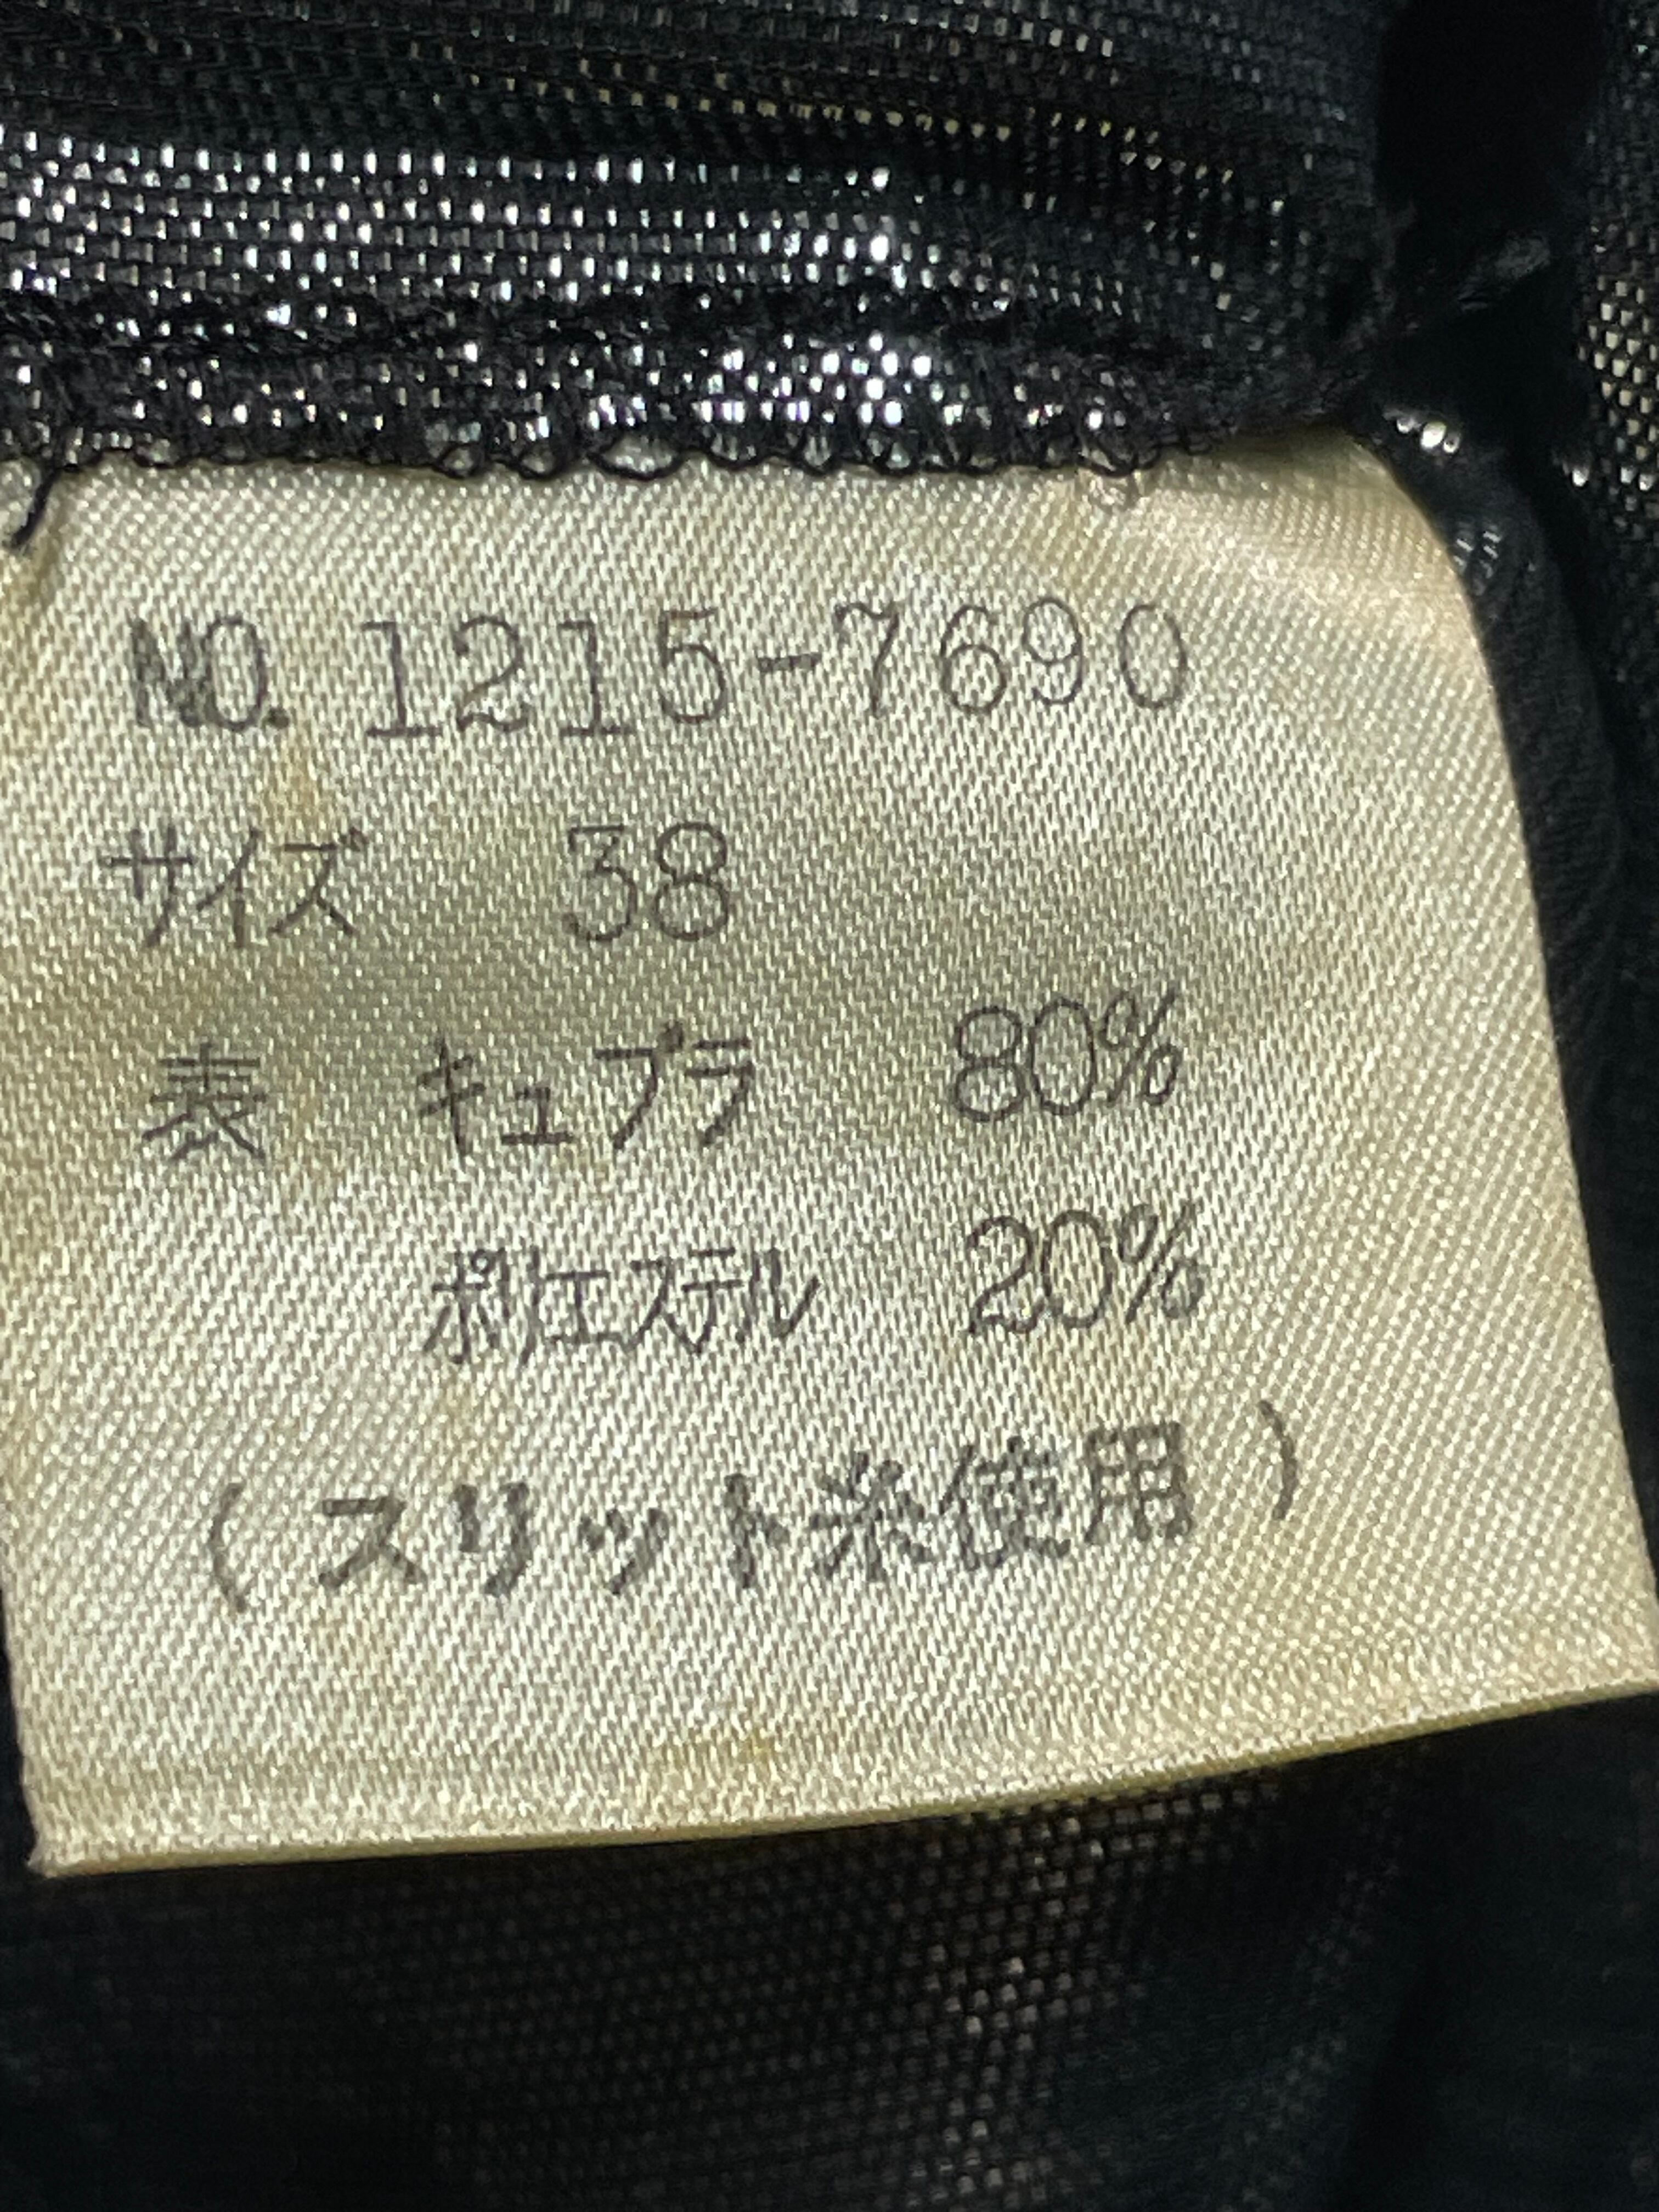 NO. 1215-7690
サイズ 38
表 キュプラ 80%
ポリエステル 20%
(スリット糸使用)